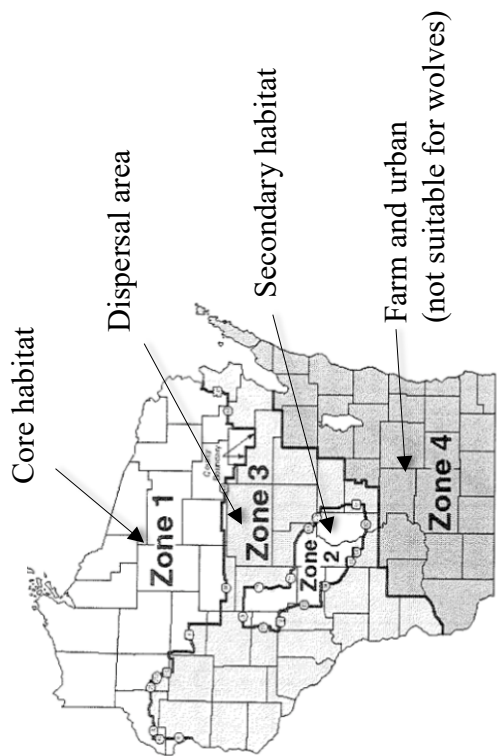 Core habitat
Dispersal area
Secondary habitat
Farm and urban
(not suitable for wolves)
Zone 1
Zone 3
Zone
2
Zone 4